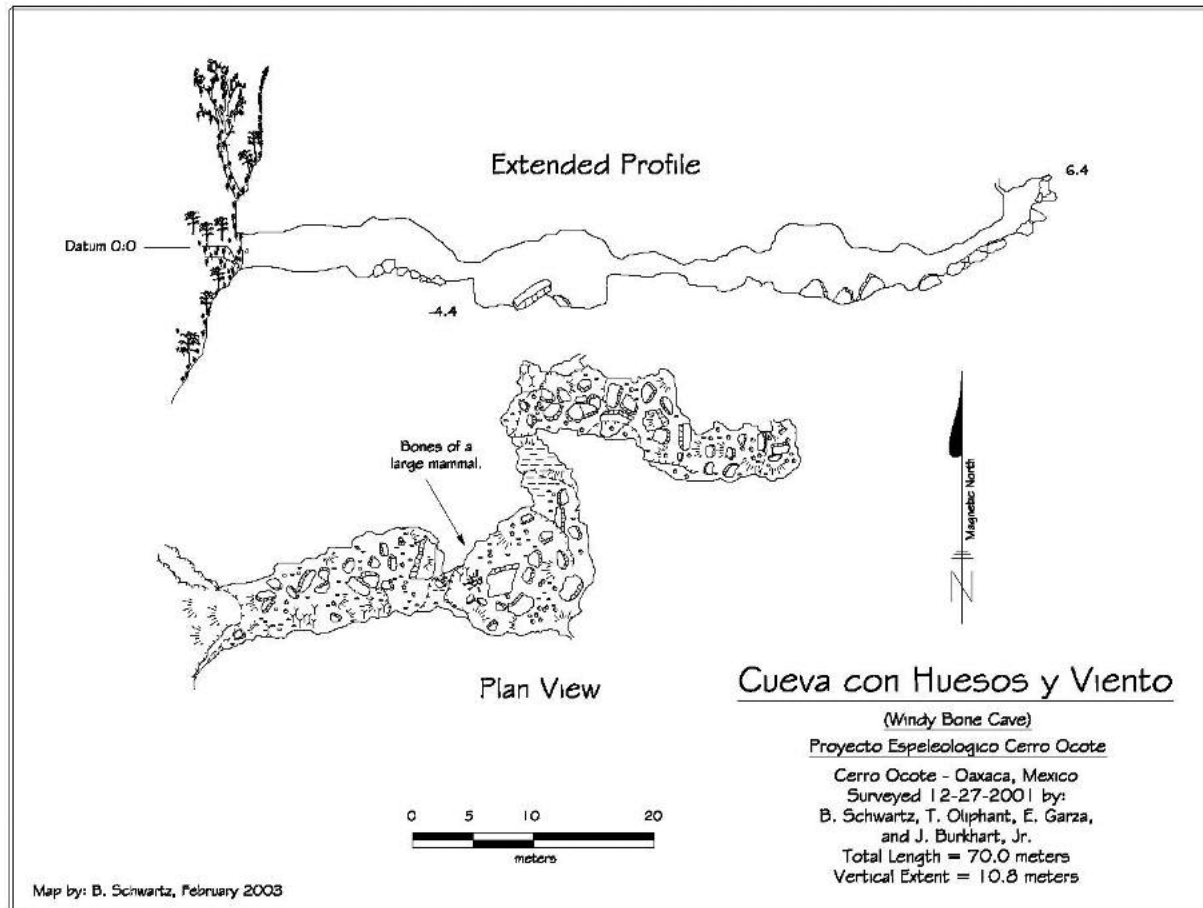 Extended Profile
6.4
Datum 0:0
-4.4
Bones of a
large mammal.
Magnetic North
N
Plan View
Cueva con Huesos y Viento
(Windy Bone Cave)
Proyecto Espeleologico Cerro Ocote
Cerro Ocote - Oaxaca, Mexico
Surveyed 12-27-2001 by:
B. Schwartz, T. Oliphant, E. Garza,
and J. Burkhart, Jr.
Total Length = 70.0 meters
Vertical Extent = 10.8 meters
0 5 10 20
meters
Map by: B. Schwartz, February 2003